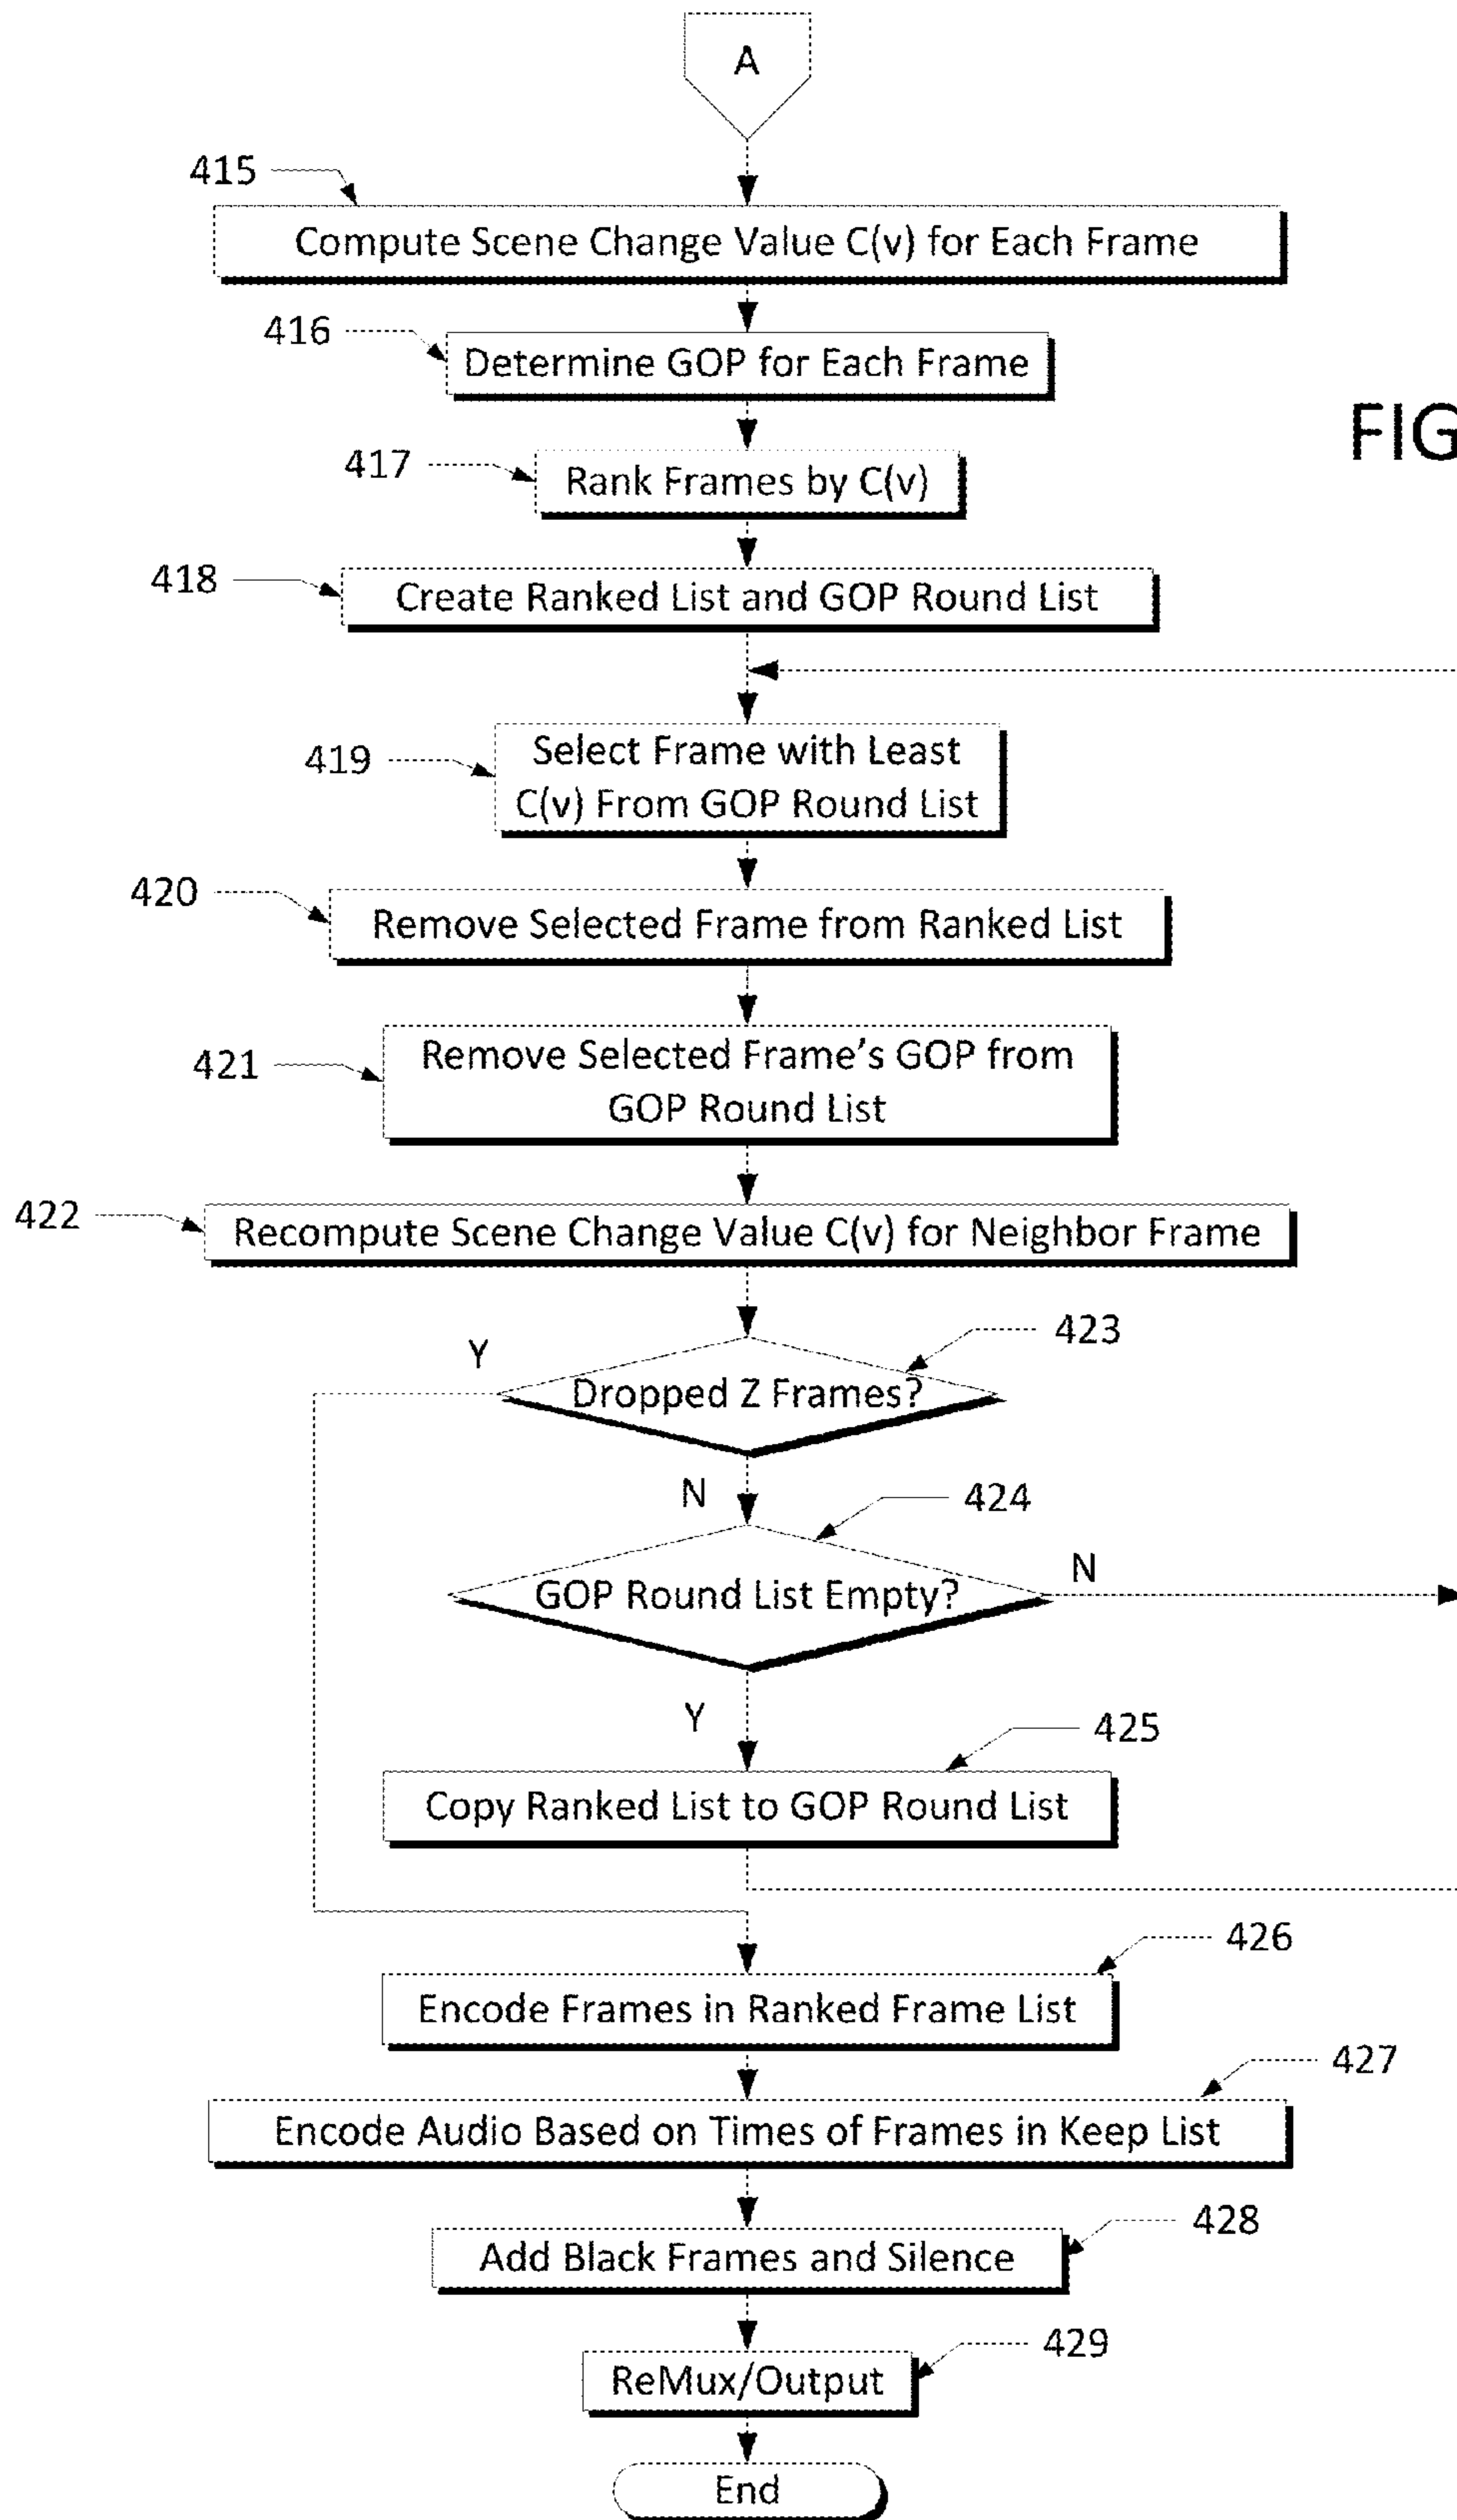 A
415
Compute Scene Change Value C(v) for Each Frame
416
Determine GOP for Each Frame
FIG
417
Rank Frames by C(v)
418
Create Ranked List and GOP Round List
419
Select Frame with Least
C(v) From GOP Round List
420
Remove Selected Frame from Ranked List
421
Remove Selected Frame's GOP from
GOP Round List
422
Recompute Scene Change Value C(v) for Neighbor Frame
423
Y
Dropped Z Frames?
N
424
GOP Round List Empty?
N
Y
425
Copy Ranked List to GOP Round List
426
Encode Frames in Ranked Frame List
427
Encode Audio Based on Times of Frames in Keep List
428
Add Black Frames and Silence
429
ReMux/Output
End